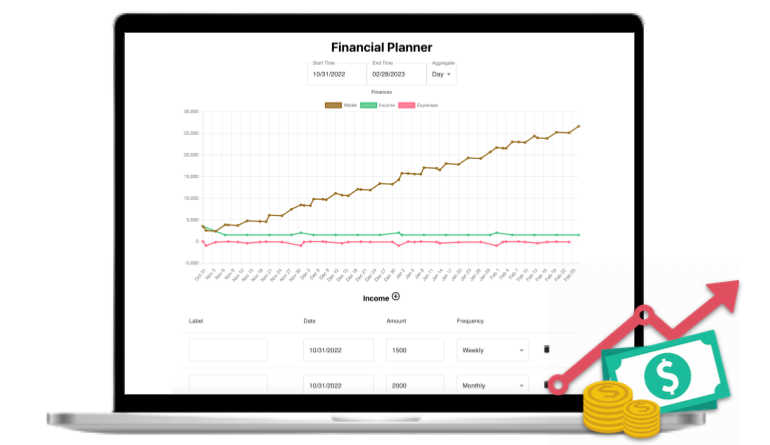 Financial Planner
Start Time End Time Aggregate
10/31/2022 02/28/2023 Day
Finances
Wallet Income Expenses
30,000
25,000
20,000
15,000
10,000
5,000
0
-5,000
Oct 31
Income
Label Date Amount Frequency
10/31/2022 1500 Weekly
10/31/2022 2000 Monthly
$